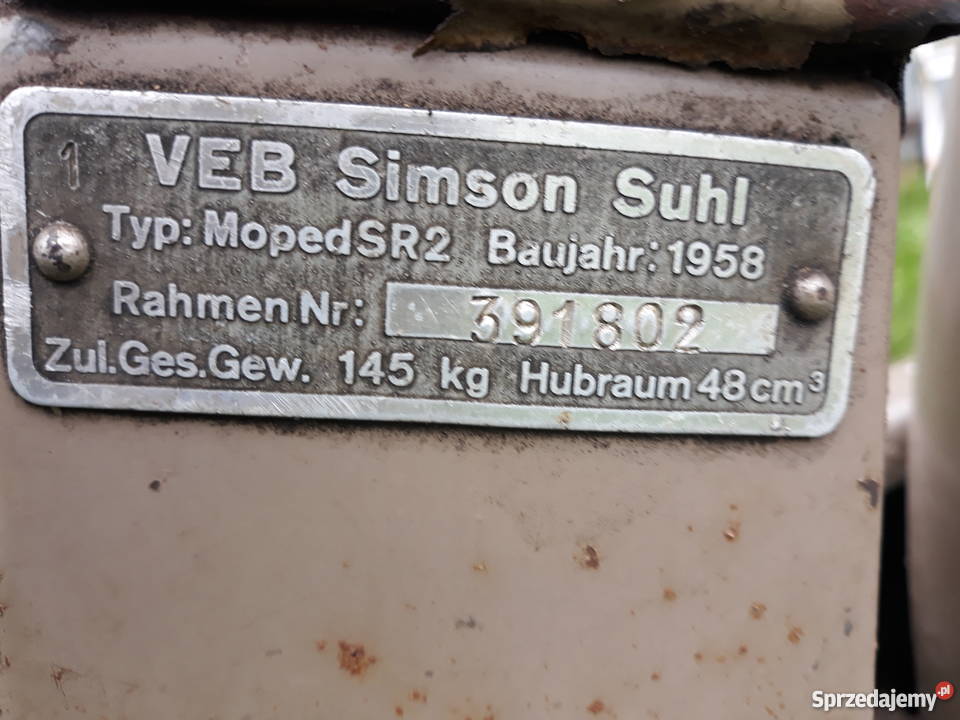 1 VEB Simson Suhl
Typ: Moped SR2 Baujahr: 1958
Rahmen Nr: 391802
Zul.Ges.Gew. 145 kg Hubraum 48 cm³
Sprzedajemy.pl